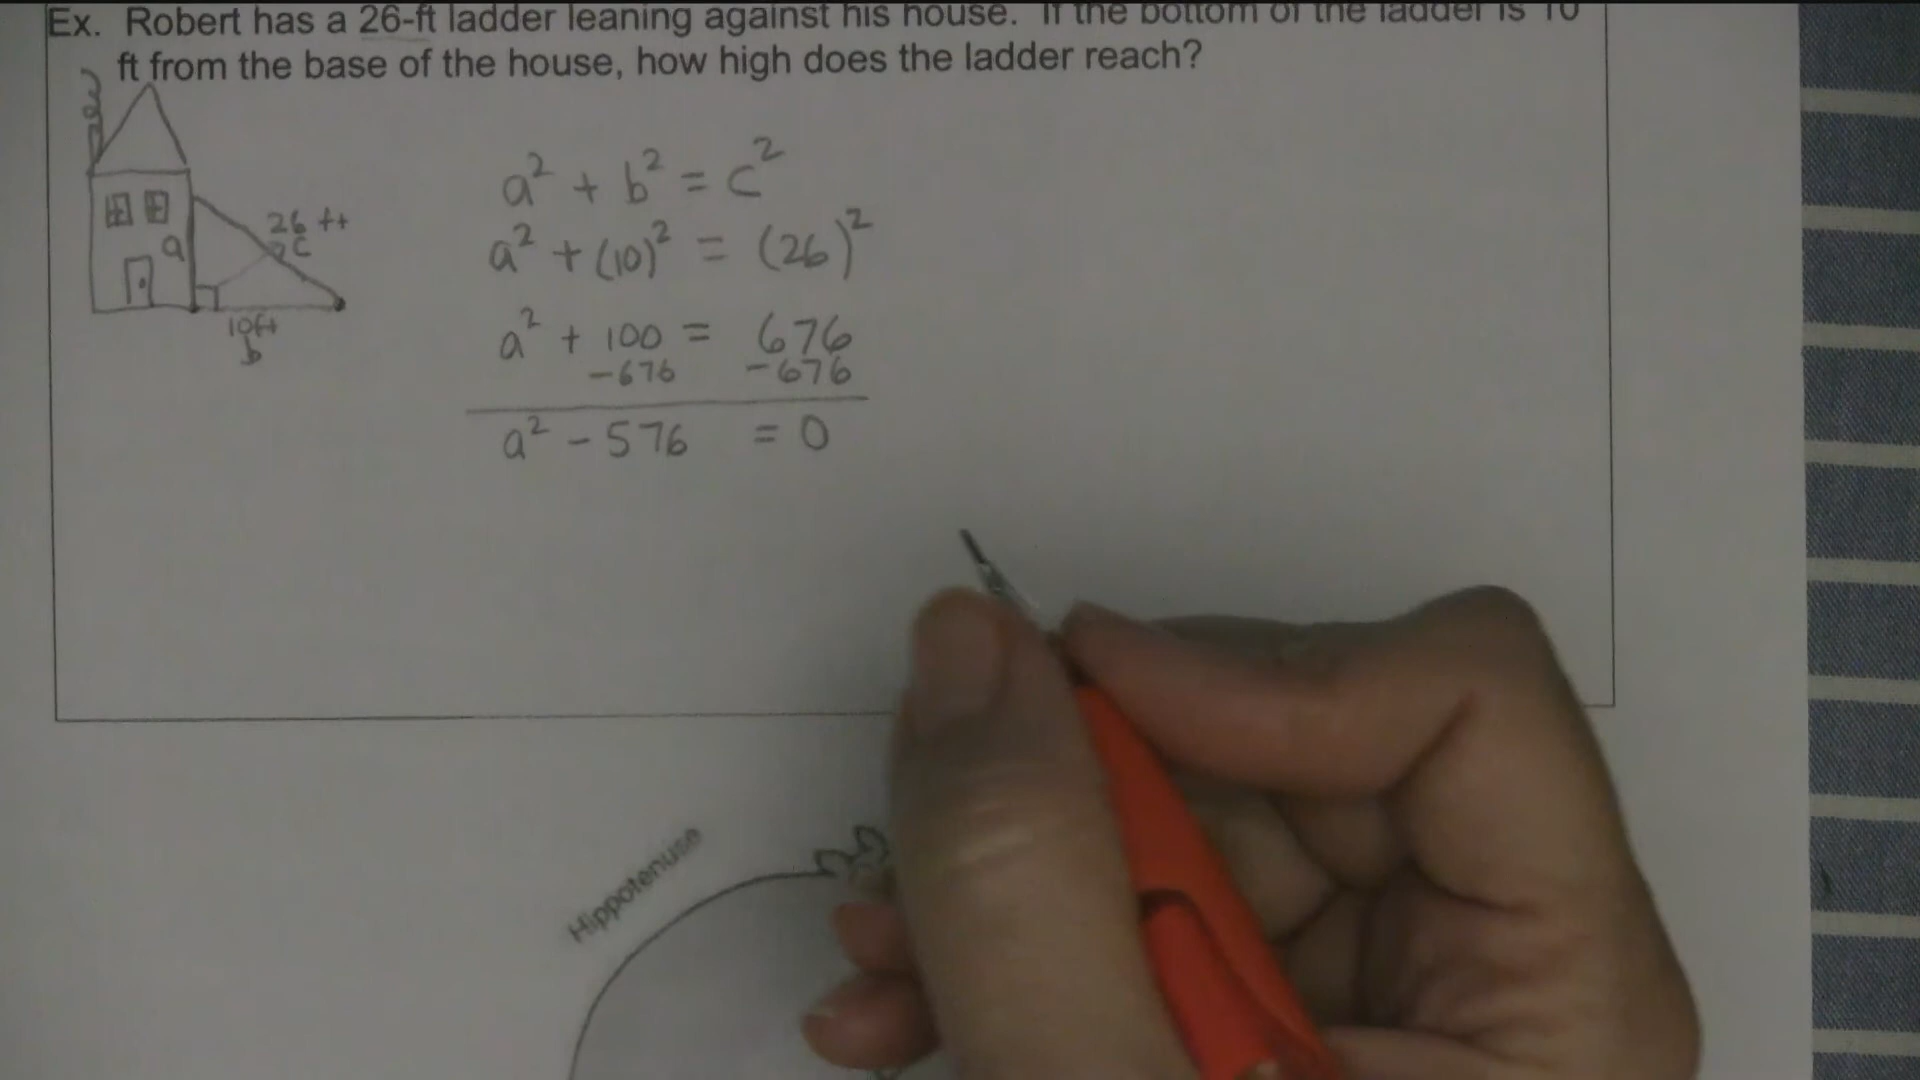 Ex. Robert has a 26-ft ladder leaning against his house. If the bottom of the ladder is 10
ft from the base of the house, how high does the ladder reach?
26 ft
c
a
10ft
b
a² + b² = c²
a² + (10)² = (26)²
a² + 100 = 676
-676 -676
a² - 576 = 0
Hippotenuse